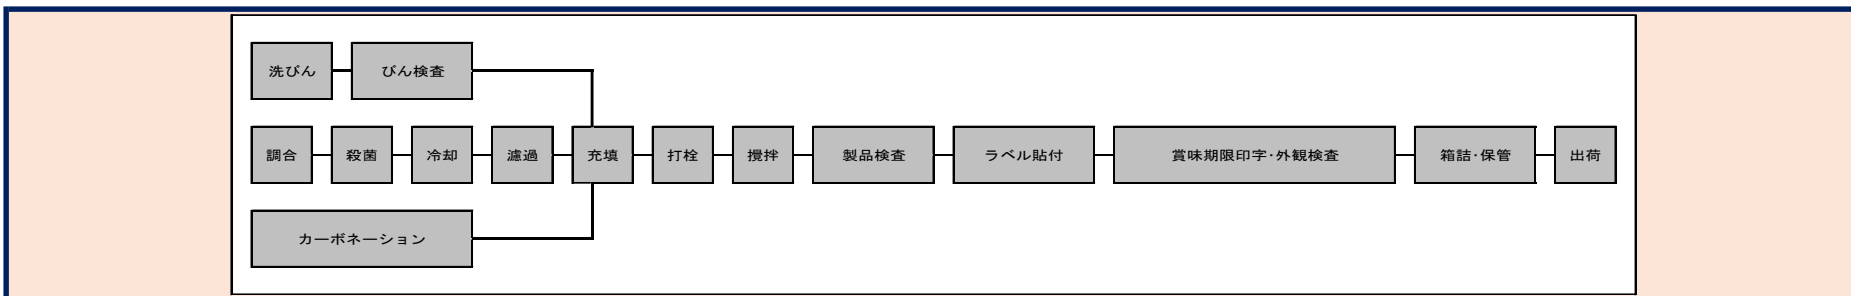 洗びん びん検査
調合 殺菌 冷却 濾過 充填 打栓 攪拌 製品検査 ラベル貼付 賞味期限印字･外観検査 箱詰･保管 出荷
カーボネーション